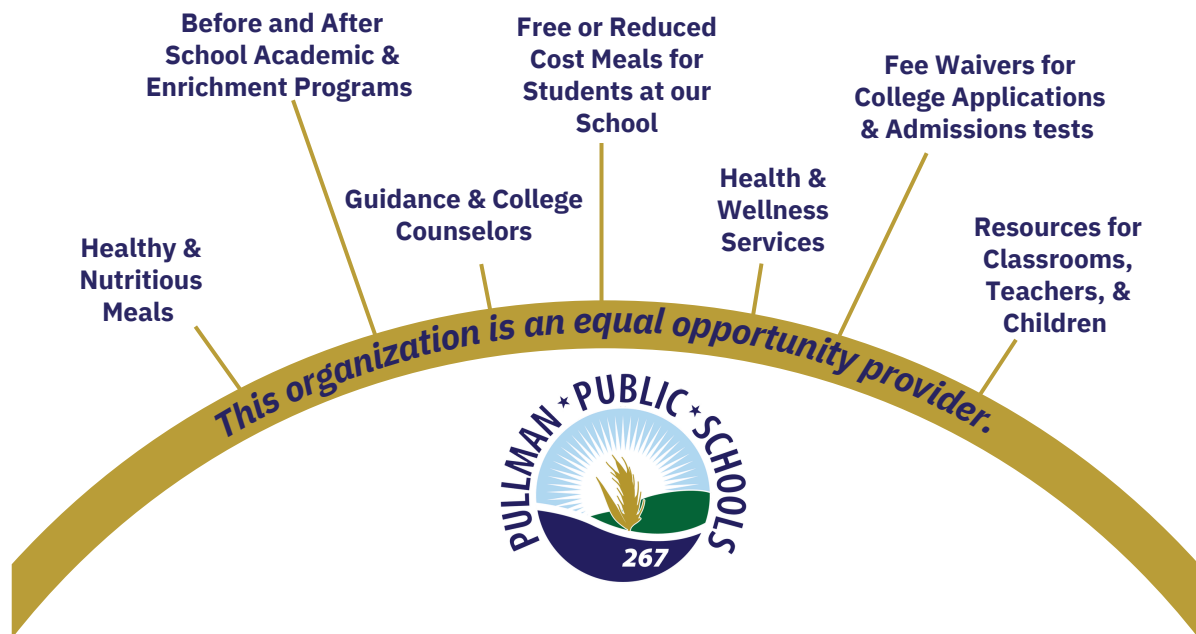 Before and After
School Academic &
Enrichment Programs
Free or Reduced
Cost Meals for
Students at our
School
Fee Waivers for
College Applications
& Admissions tests
Guidance & College
Counselors
Health &
Wellness
Services
Healthy &
Nutritious
Meals
Resources for
Classrooms,
Teachers, &
Children
This organization is an equal opportunity provider.
PULLMAN ★ PUBLIC ★ SCHOOLS
267